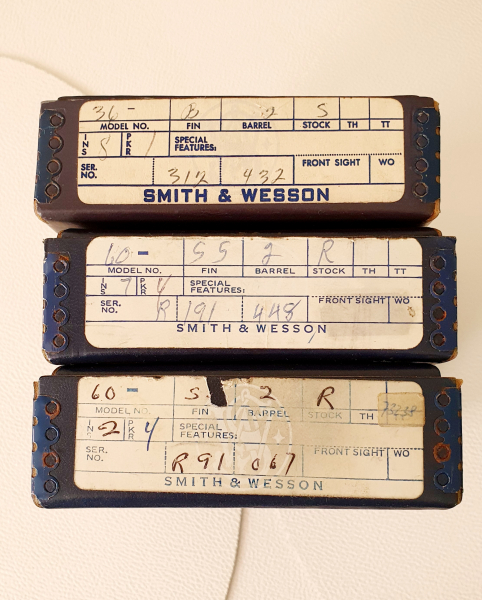 36- B 2 S
MODEL NO. FIN BARREL STOCK TH TT
INS 8 PKR 1 SPECIAL FEATURES:
SER. NO. 312 432 FRONT SIGHT WO
SMITH & WESSON
60- SS 2 R
MODEL NO. FIN BARREL STOCK TH TT
INS 7 PKR 4 SPECIAL FEATURES:
SER. NO. R 191 448 FRONT SIGHT WO
SMITH & WESSON
60- S 2 R
MODEL NO. FIN BARREL STOCK TH
INS 2 PKR 4 SPECIAL FEATURES:
SER. NO. R91 067 FRONT SIGHT WO
SMITH & WESSON